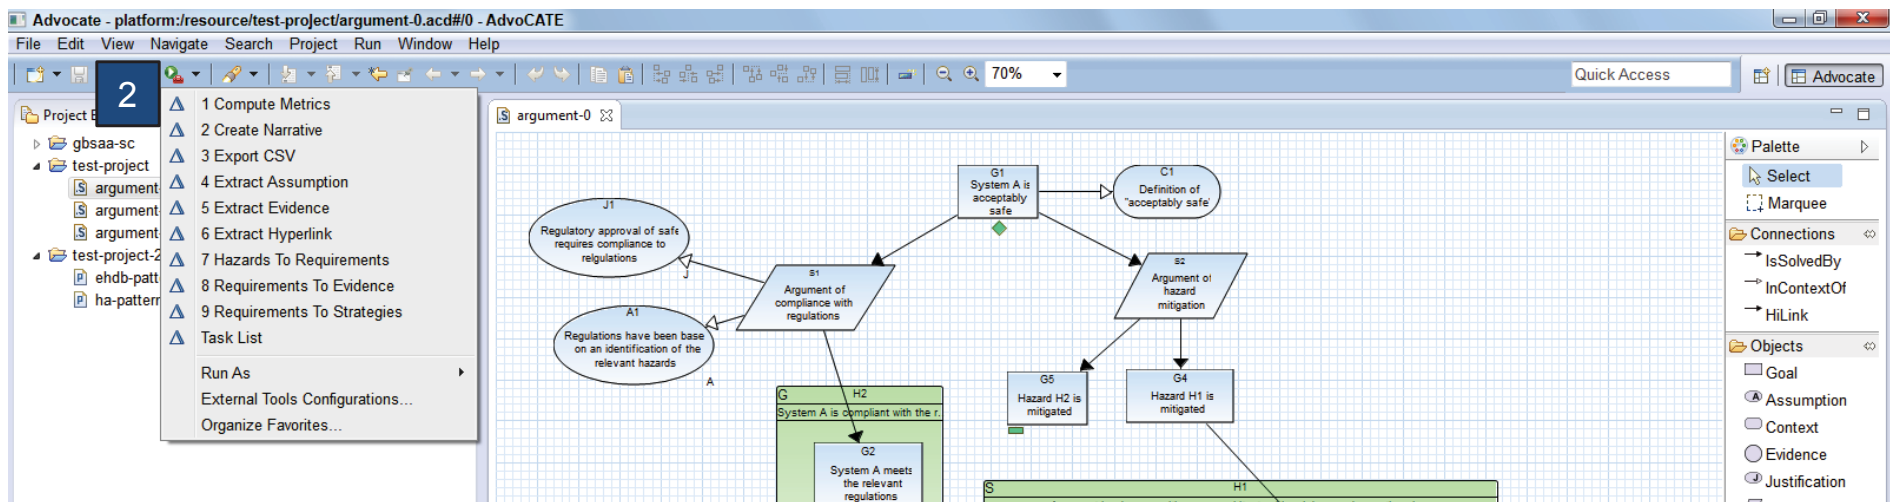 Advocate - platform:/resource/test-project/argument-0.acd#/0 - AdvoCATE
File Edit View Navigate Search Project Run Window Help
70%
Quick Access
Advocate
2
Project E
gbsaa-sc
test-project
argument-
argument-
argument-
test-project-2
ehdb-patt
ha-pattern
1 Compute Metrics
2 Create Narrative
3 Export CSV
4 Extract Assumption
5 Extract Evidence
6 Extract Hyperlink
7 Hazards To Requirements
8 Requirements To Evidence
9 Requirements To Strategies
Task List
Run As
External Tools Configurations...
Organize Favorites...
argument-0
G1
System A is
acceptably
safe
C1
Definition of
"acceptably safe'
J1
Regulatory approval of safe
requires compliance to
relgulations
J
S1
Argument of
compliance with
regulations
S2
Argument of
hazard
mitigation
A1
Regulations have been base
on an identification of the
relevant hazards
A
G5
Hazard H2 is
mitigated
G4
Hazard H1 is
mitigated
G
H2
System A is compliant with the r.
G2
System A meets
the relevant
regulations
S
H1
Palette
Select
Marquee
Connections
IsSolvedBy
InContextOf
HiLink
Objects
Goal
Assumption
Context
Evidence
Justification